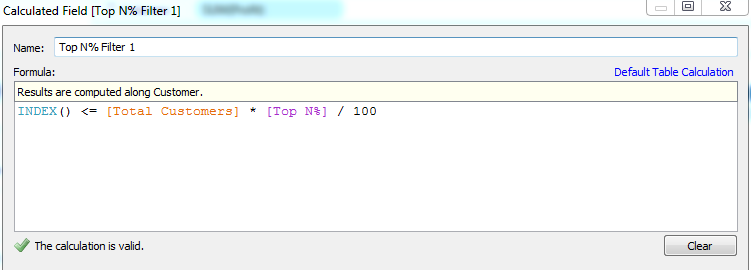 Calculated Field [Top N% Filter 1]
Name: Top N% Filter 1
Formula: Default Table Calculation
Results are computed along Customer.
INDEX() <= [Total Customers] * [Top N%] / 100
The calculation is valid. Clear